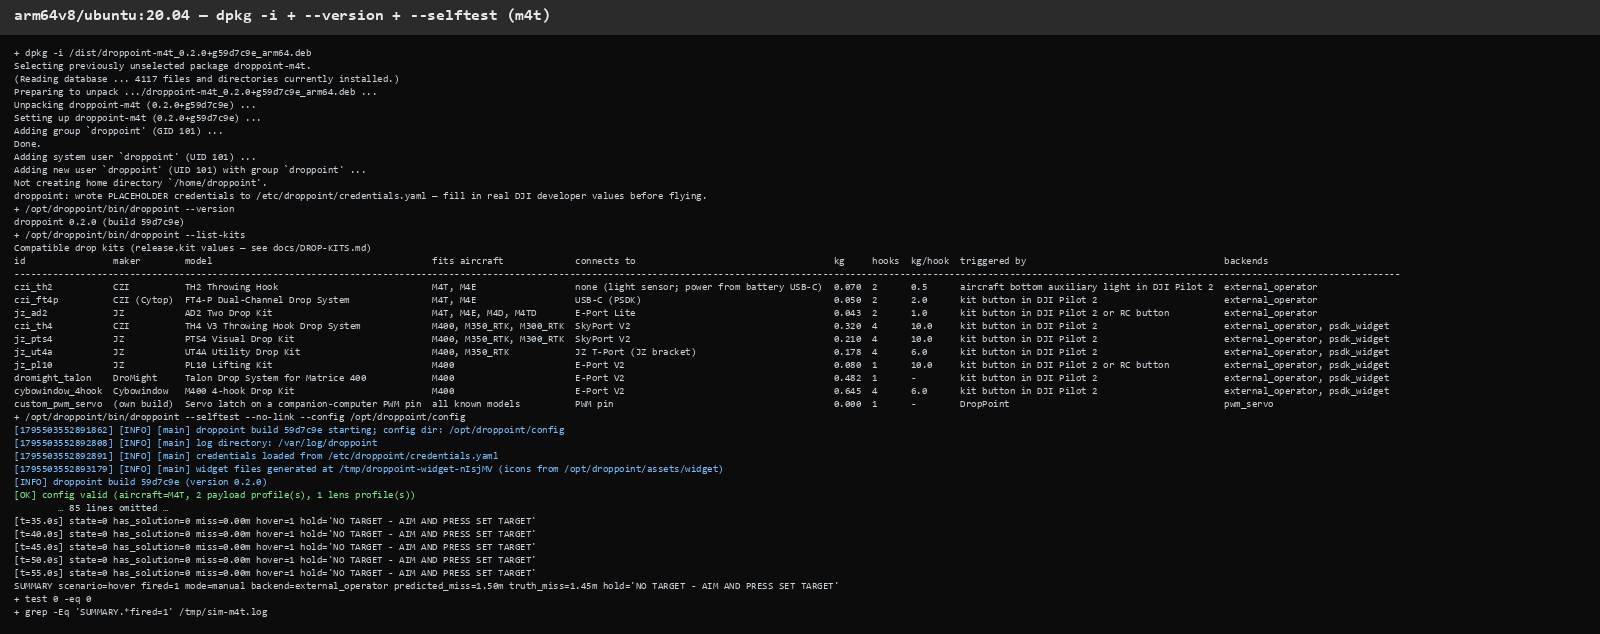 arm64v8/ubuntu:20.04 — dpkg -i + --version + --selftest (m4t)
+ dpkg -i /dist/droppoint-m4t_0.2.0+g59d7c9e_arm64.deb
Selecting previously unselected package droppoint-m4t.
(Reading database ... 4117 files and directories currently installed.)
Preparing to unpack .../droppoint-m4t_0.2.0+g59d7c9e_arm64.deb ...
Unpacking droppoint-m4t (0.2.0+g59d7c9e) ...
Setting up droppoint-m4t (0.2.0+g59d7c9e) ...
Adding group `droppoint' (GID 101) ...
Done.
Adding system user `droppoint' (UID 101) ...
Adding new user `droppoint' (UID 101) with group `droppoint' ...
Not creating home directory `/home/droppoint'.
droppoint: wrote PLACEHOLDER credentials to /etc/droppoint/credentials.yaml — fill in real DJI developer values before flying.
+ /opt/droppoint/bin/droppoint --version
droppoint 0.2.0 (build 59d7c9e)
+ /opt/droppoint/bin/droppoint --list-kits
Compatible drop kits (release.kit values — see docs/DROP-KITS.md)
id maker model fits aircraft connects to kg hooks kg/hook triggered by backends
czi_th2 CZI TH2 Throwing Hook M4T, M4E none (light sensor; power from battery USB-C) 0.070 2 0.5 aircraft bottom auxiliary light in DJI Pilot 2 external_operator
czi_ft4p CZI (Cytop) FT4-P Dual-Channel Drop System M4T, M4E USB-C (PSDK) 0.050 2 2.0 kit button in DJI Pilot 2 external_operator
jz_ad2 JZ AD2 Two Drop Kit M4T, M4E, M4D, M4TD E-Port Lite 0.043 2 1.0 kit button in DJI Pilot 2 or RC button external_operator
czi_th4 CZI TH4 V3 Throwing Hook Drop System M400, M350_RTK, M300_RTK SkyPort V2 0.320 4 10.0 kit button in DJI Pilot 2 external_operator, psdk_widget
jz_pts4 JZ PTS4 Visual Drop Kit M400, M350_RTK, M300_RTK SkyPort V2 0.210 4 10.0 kit button in DJI Pilot 2 external_operator, psdk_widget
jz_ut4a JZ UT4A Utility Drop Kit M400, M350_RTK JZ T-Port (JZ bracket) 0.178 4 6.0 kit button in DJI Pilot 2 external_operator, psdk_widget
jz_pl10 JZ PL10 Lifting Kit M400 E-Port V2 0.080 1 10.0 kit button in DJI Pilot 2 or RC button external_operator, psdk_widget
dromight_talon DroMight Talon Drop System for Matrice 400 M400 E-Port V2 0.482 1 - kit button in DJI Pilot 2 external_operator, psdk_widget
cybowindow_4hook Cybowindow M400 4-hook Drop Kit M400 E-Port V2 0.645 4 6.0 kit button in DJI Pilot 2 external_operator, psdk_widget
custom_pwm_servo (own build) Servo latch on a companion-computer PWM pin all known models PWM pin 0.000 1 - DropPoint pwm_servo
+ /opt/droppoint/bin/droppoint --selftest --no-link --config /opt/droppoint/config
[1795503552891862] [INFO] [main] droppoint build 59d7c9e starting; config dir: /opt/droppoint/config
[1795503552892808] [INFO] [main] log directory: /var/log/droppoint
[1795503552892891] [INFO] [main] credentials loaded from /etc/droppoint/credentials.yaml
[1795503552893179] [INFO] [main] widget files generated at /tmp/droppoint-widget-nIsjMV (icons from /opt/droppoint/assets/widget)
[INFO] droppoint build 59d7c9e (version 0.2.0)
[OK] config valid (aircraft=M4T, 2 payload profile(s), 1 lens profile(s))
… 85 lines omitted …
[t=35.0s] state=0 has_solution=0 miss=0.00m hover=1 hold='NO TARGET - AIM AND PRESS SET TARGET'
[t=40.0s] state=0 has_solution=0 miss=0.00m hover=1 hold='NO TARGET - AIM AND PRESS SET TARGET'
[t=45.0s] state=0 has_solution=0 miss=0.00m hover=1 hold='NO TARGET - AIM AND PRESS SET TARGET'
[t=50.0s] state=0 has_solution=0 miss=0.00m hover=1 hold='NO TARGET - AIM AND PRESS SET TARGET'
[t=55.0s] state=0 has_solution=0 miss=0.00m hover=1 hold='NO TARGET - AIM AND PRESS SET TARGET'
SUMMARY scenario=hover fired=1 mode=manual backend=external_operator predicted_miss=1.50m truth_miss=1.45m hold='NO TARGET - AIM AND PRESS SET TARGET'
+ test 0 -eq 0
+ grep -Eq 'SUMMARY.*fired=1' /tmp/sim-m4t.log